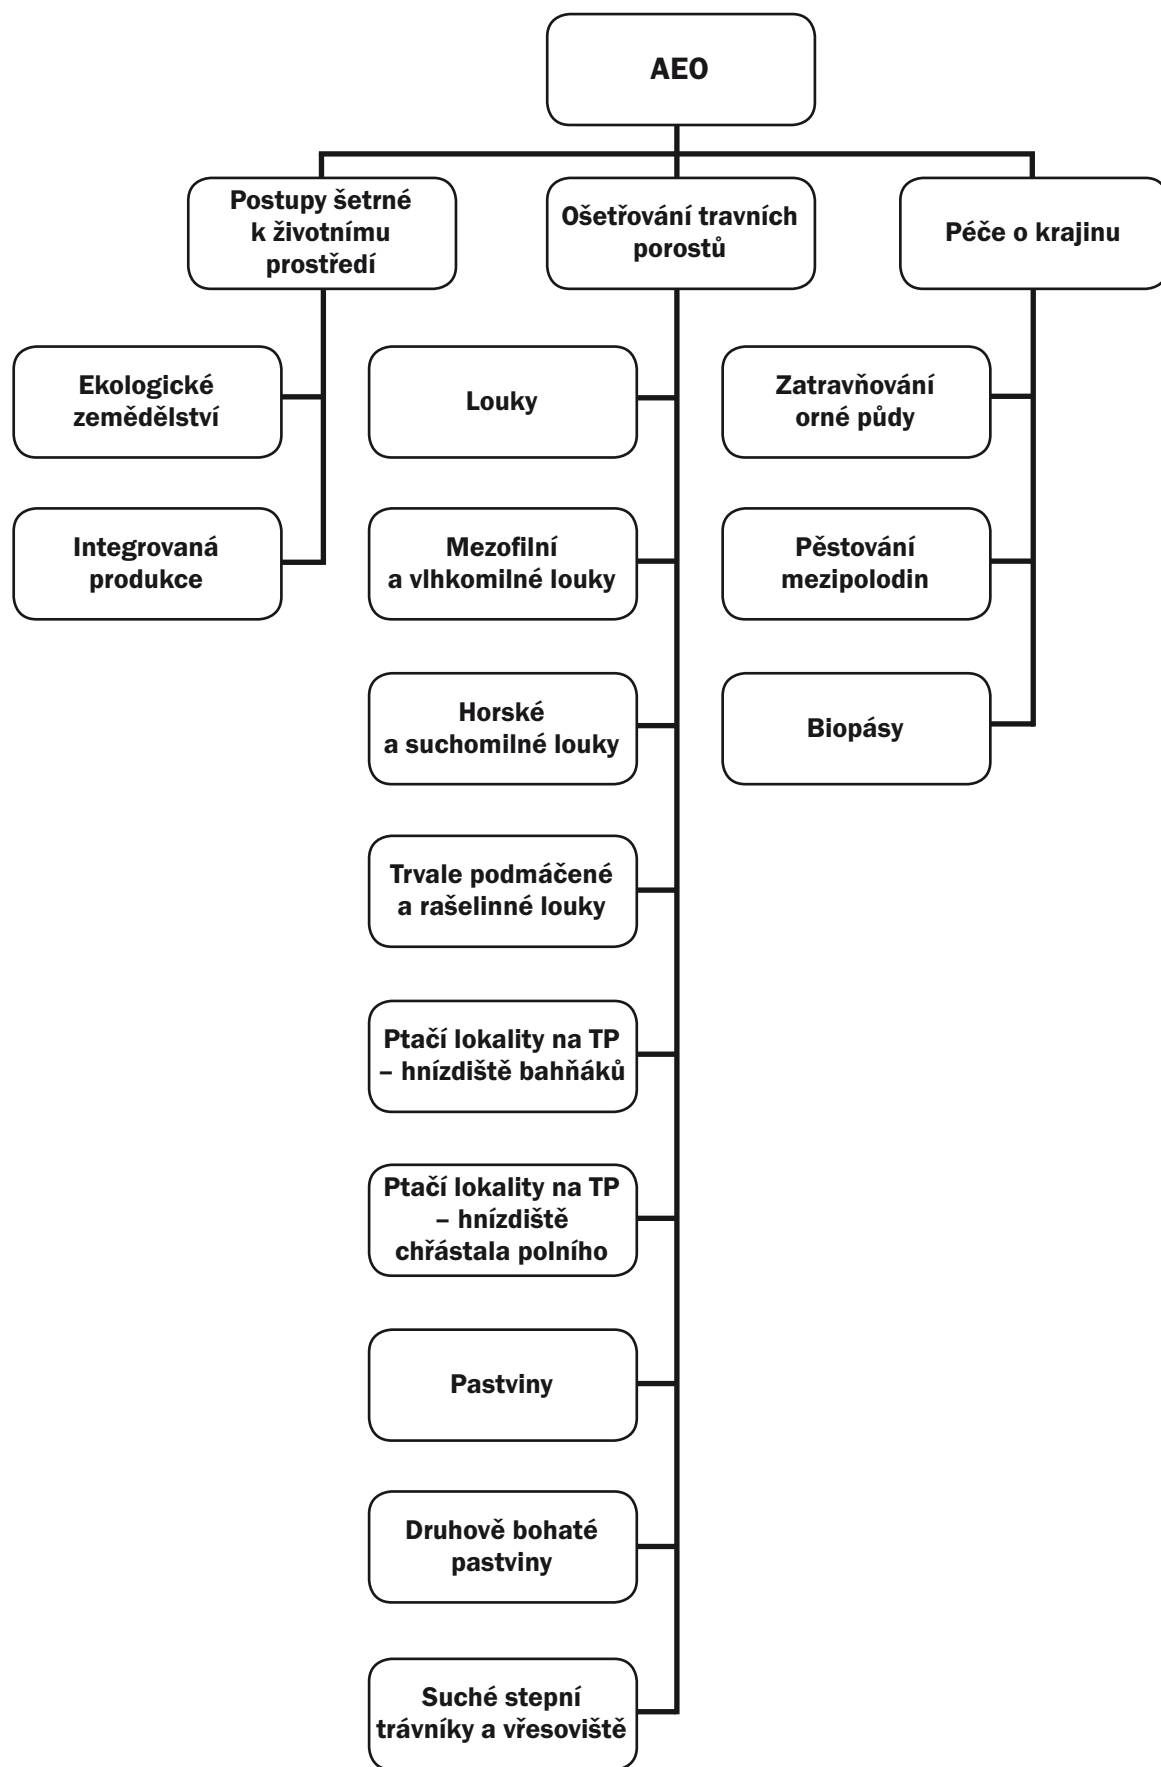 AEO
Postupy šetrné
k životnímu
prostředí
Ošetřování travních
porostů
Péče o krajinu
Ekologické
zemědělství
Integrovaná
produkce
Louky
Mezofilní
a vlhkomilné louky
Horské
a suchomilné louky
Trvale podmáčené
a rašelinné louky
Ptačí lokality na TP
– hnízdiště bahňáků
Ptačí lokality na TP
– hnízdiště
chřástala polního
Pastviny
Druhově bohaté
pastviny
Suché stepní
trávníky a vřesoviště
Zatravňování
orné půdy
Pěstování
mezipolodin
Biopásy